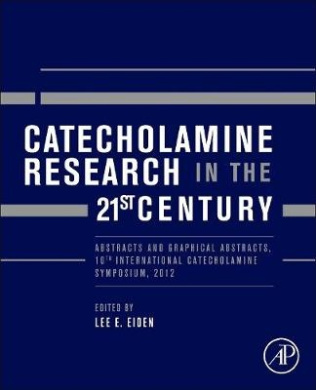 CATECHOLAMINE
RESEARCH IN THE
21ST CENTURY
ABSTRACTS AND GRAPHICAL ABSTRACTS,
10TH INTERNATIONAL CATECHOLAMINE
SYMPOSIUM, 2012
EDITED BY
LEE E. EIDEN
AP